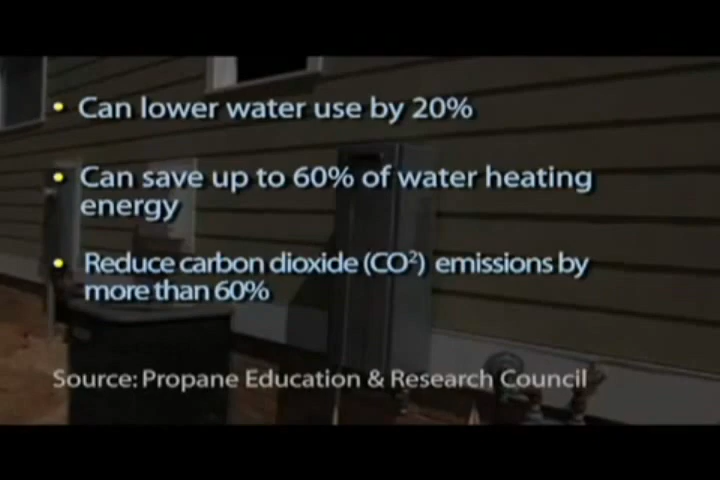 • Can lower water use by 20%
• Can save up to 60% of water heating
energy
• Reduce carbon dioxide (CO²) emissions by
more than 60%
Source: Propane Education & Research Council